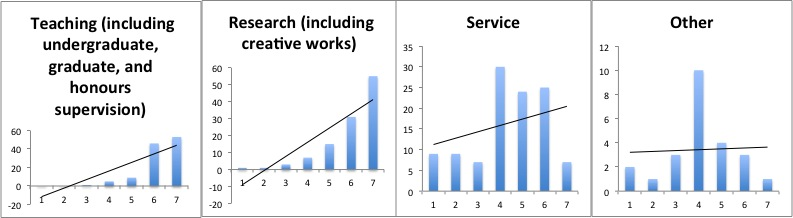 Teaching (including
undergraduate,
graduate, and
honours
supervision)
60
40
20
0
-20
1 2 3 4 5 6 7
Research (including
creative works)
60
50
40
30
20
10
0
-10
-20
1 2 3 4 5 6 7
Service
35
30
25
20
15
10
5
0
1 2 3 4 5 6 7
Other
12
10
8
6
4
2
0
1 2 3 4 5 6 7